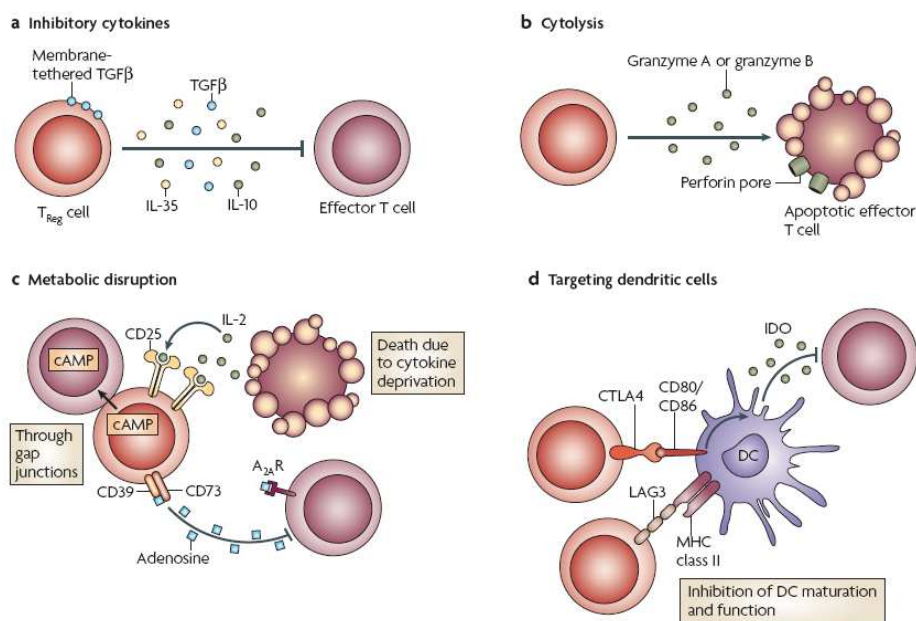 a Inhibitory cytokines
Membrane-
tethered TGFβ
TGFβ
IL-35
IL-10
T_Reg cell
Effector T cell
b Cytolysis
Granzyme A or granzyme B
Perforin pore
Apoptotic effector
T cell
c Metabolic disruption
IL-2
CD25
cAMP
cAMP
Death due
to cytokine
deprivation
Through
gap
junctions
CD39
CD73
A₂ₐR
Adenosine
d Targeting dendritic cells
IDO
CTLA4
CD80/
CD86
DC
LAG3
MHC
class II
Inhibition of DC maturation
and function